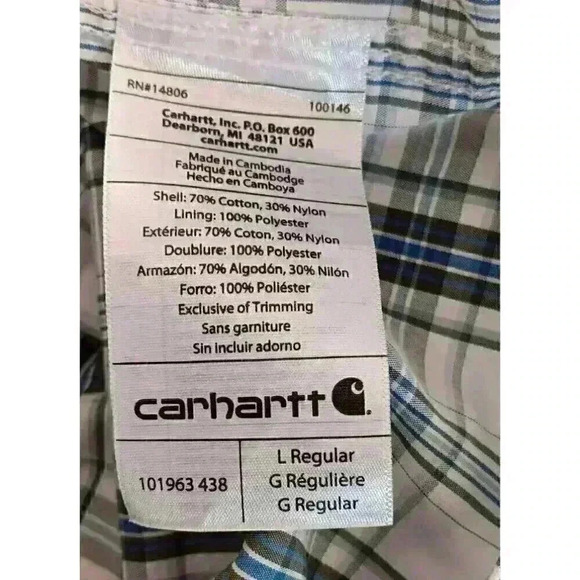 RN#14806 100146
Carhartt, Inc. P.O. Box 600
Dearborn, MI 48121 USA
carhartt.com
Made in Cambodia
Fabriqué au Cambodge
Hecho en Camboya
Shell: 70% Cotton, 30% Nylon
Lining: 100% Polyester
Extérieur: 70% Coton, 30% Nylon
Doublure: 100% Polyester
Armazón: 70% Algodón, 30% Nilón
Forro: 100% Poliéster
Exclusive of Trimming
Sans garniture
Sin incluir adorno
carhartt
101963 438
L Regular
G Régulière
G Regular